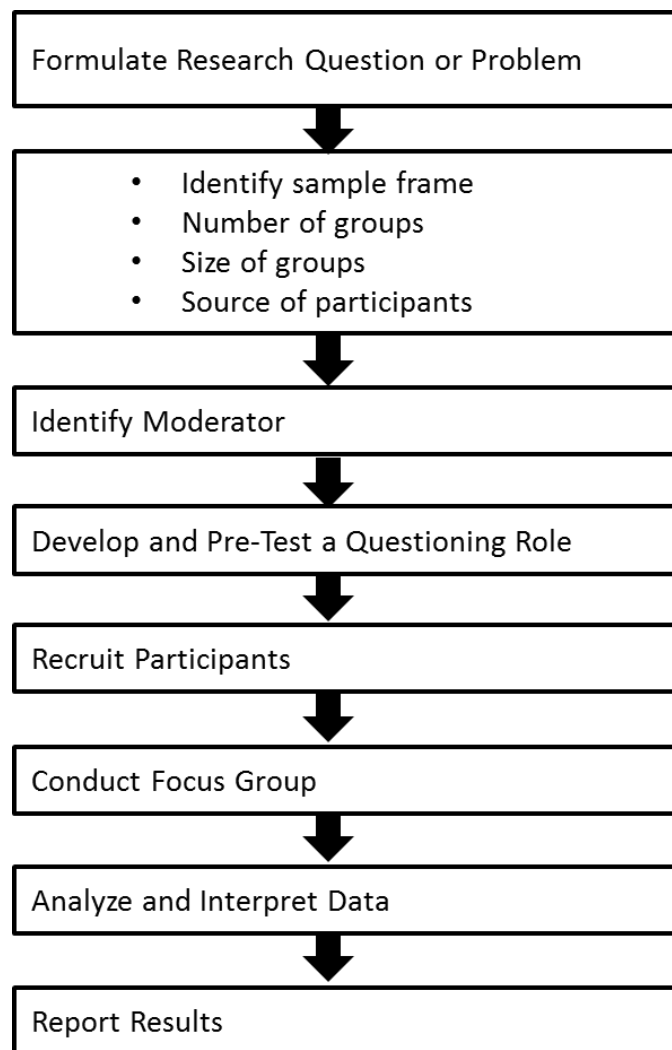 Formulate Research Question or Problem
• Identify sample frame
• Number of groups
• Size of groups
• Source of participants
Identify Moderator
Develop and Pre-Test a Questioning Role
Recruit Participants
Conduct Focus Group
Analyze and Interpret Data
Report Results